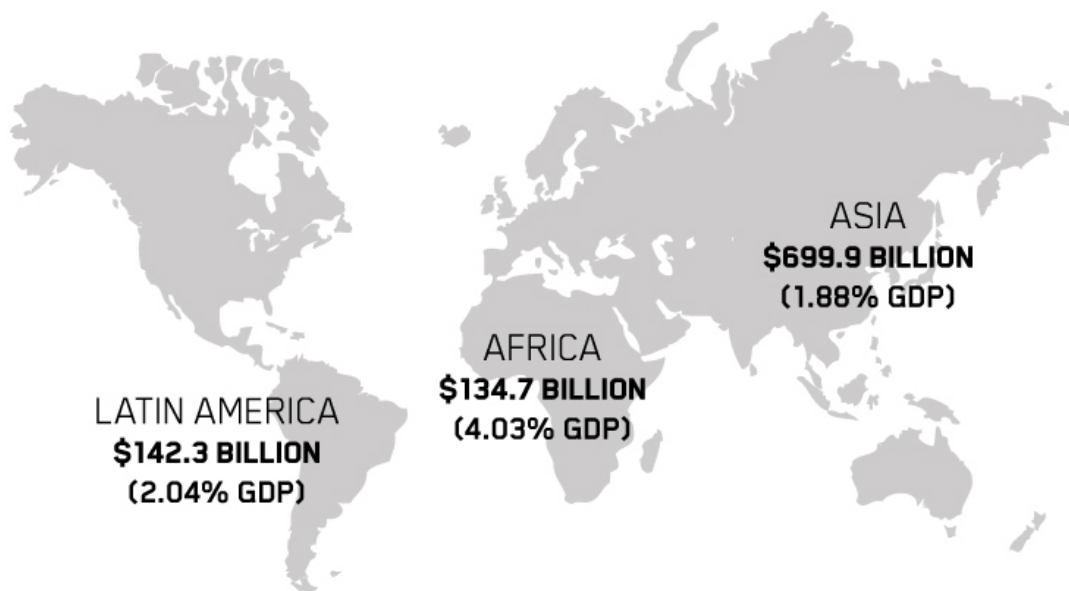 LATIN AMERICA
$142.3 BILLION
(2.04% GDP)
AFRICA
$134.7 BILLION
(4.03% GDP)
ASIA
$699.9 BILLION
(1.88% GDP)